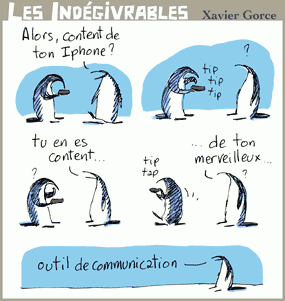 LES INDÉGIVRABLES
Xavier Gorce
Alors, content de
ton Iphone?
?
tip
tip
tip
tu en es
content...
?
tip
tap
... de ton
merveilleux...
?
outil de communication